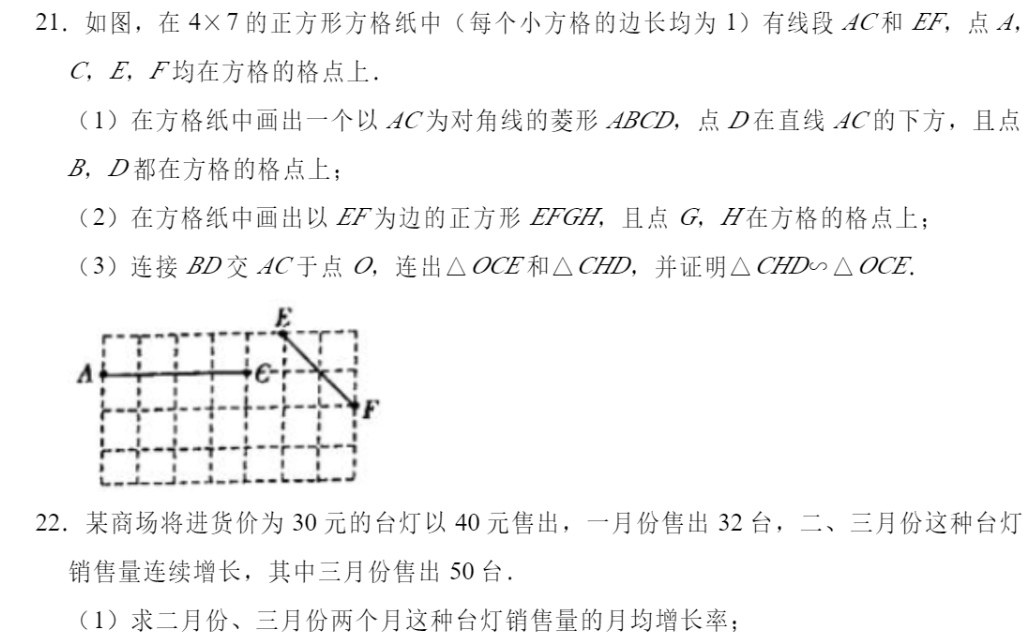 21．如图，在 4×7 的正方形方格纸中（每个小方格的边长均为 1）有线段 AC 和 EF，点 A，
C，E，F 均在方格的格点上．
（1）在方格纸中画出一个以 AC 为对角线的菱形 ABCD，点 D 在直线 AC 的下方，且点
B，D 都在方格的格点上；
（2）在方格纸中画出以 EF 为边的正方形 EFGH，且点 G，H 在方格的格点上；
（3）连接 BD 交 AC 于点 O，连出△OCE 和△CHD，并证明△CHD∽△OCE．
E
A
C
F
22．某商场将进货价为 30 元的台灯以 40 元售出，一月份售出 32 台，二、三月份这种台灯
销售量连续增长，其中三月份售出 50 台．
（1）求二月份、三月份两个月这种台灯销售量的月均增长率；